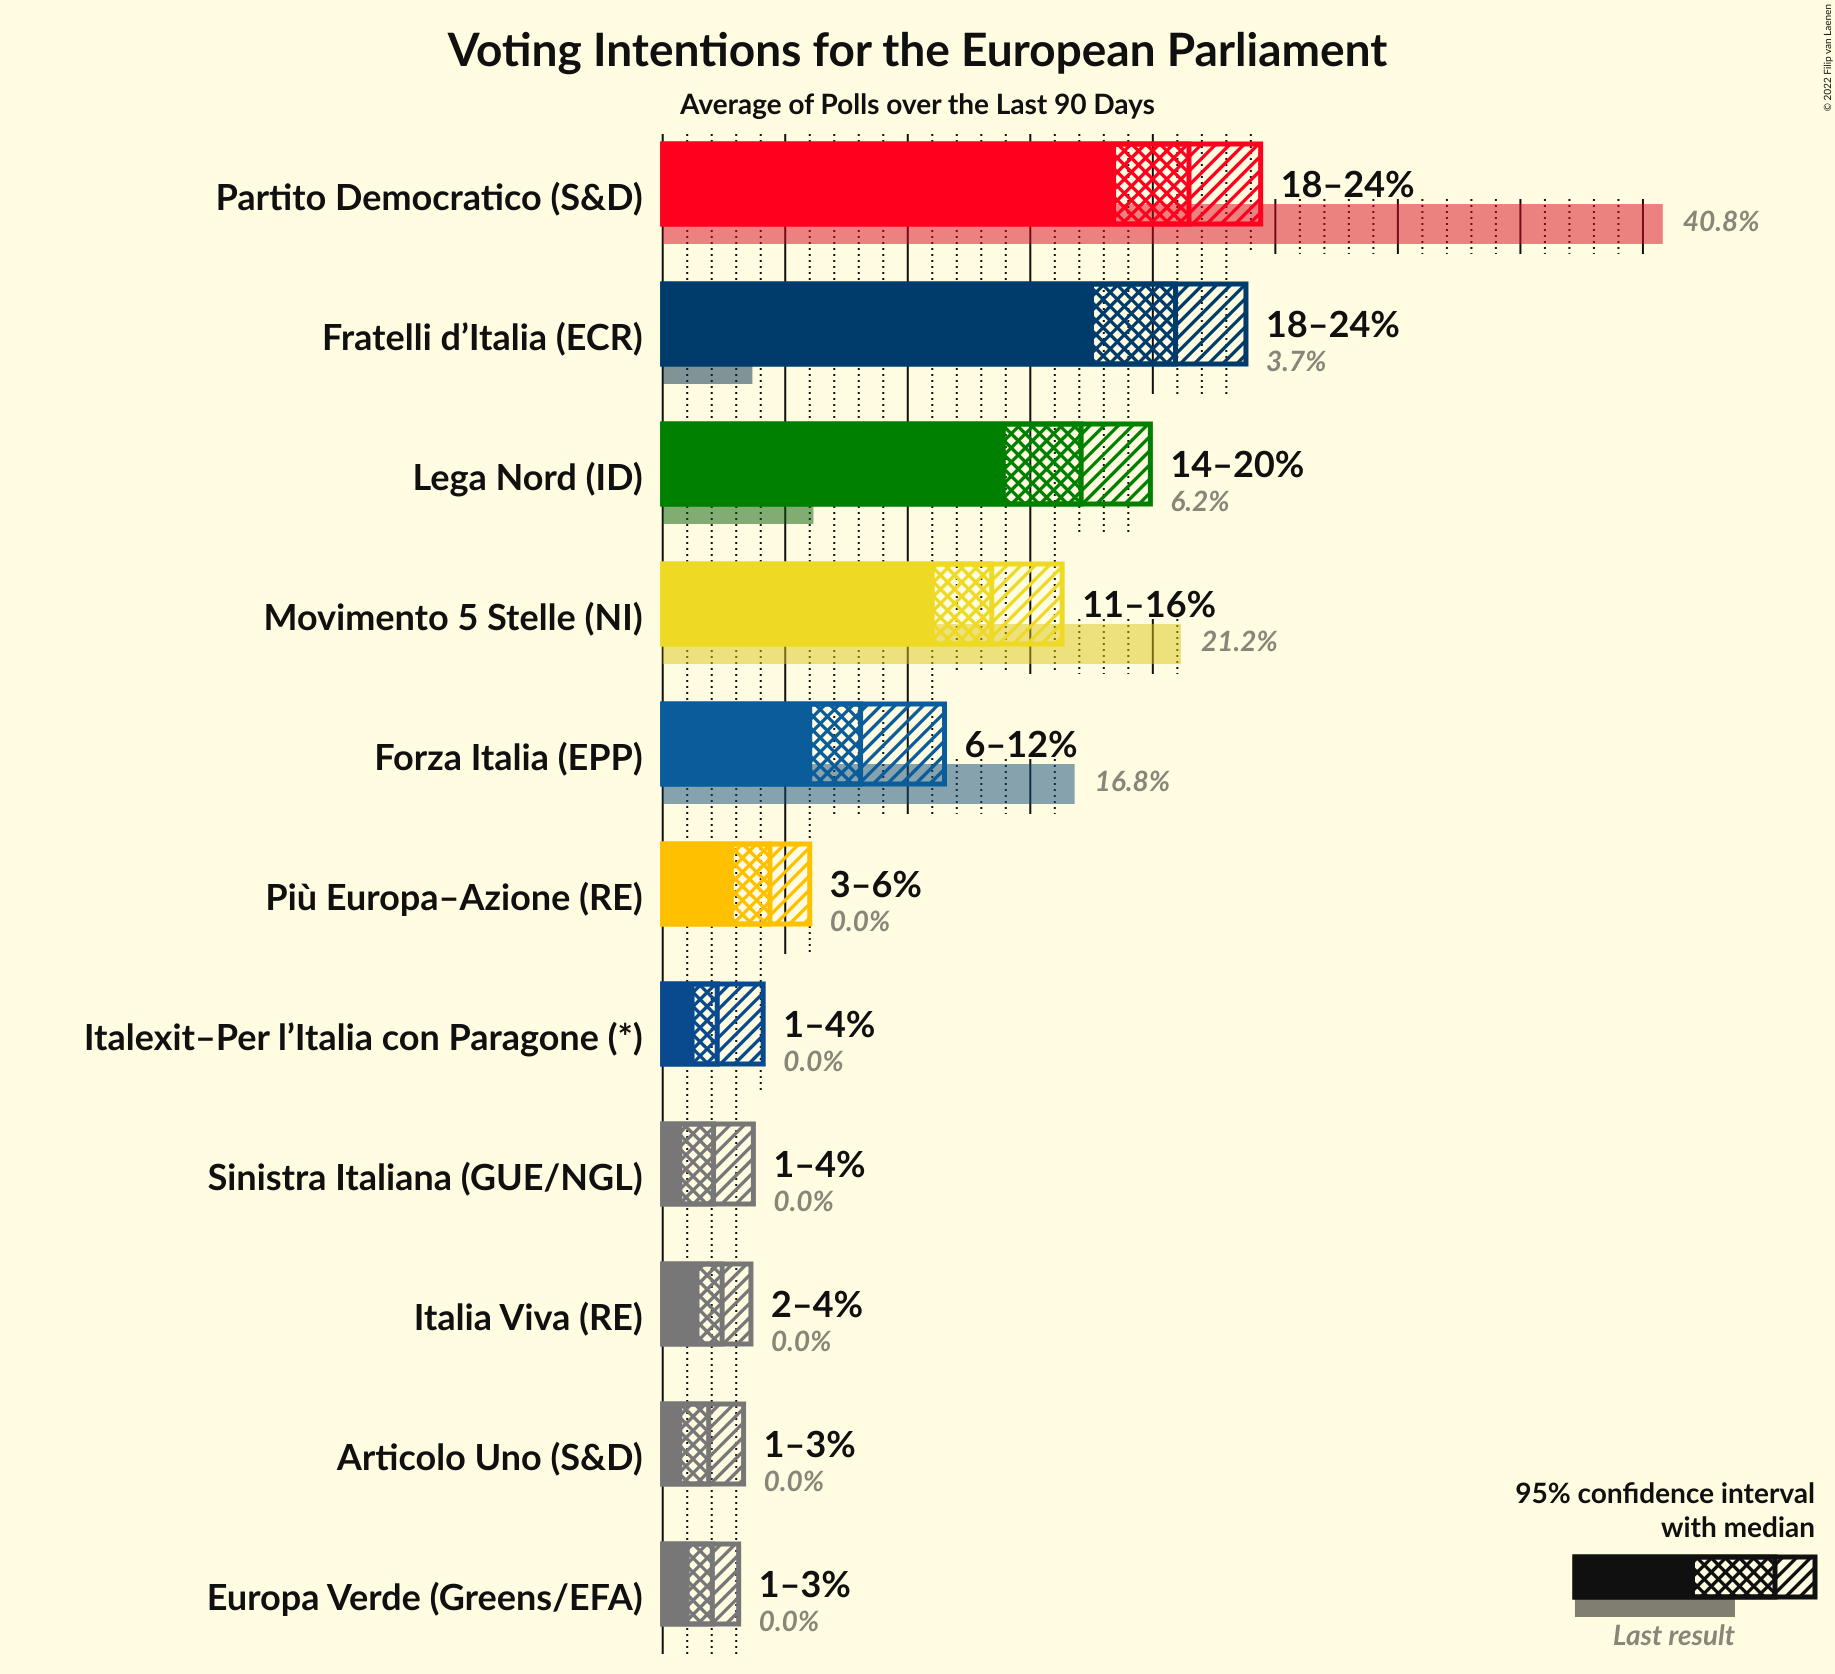 Voting Intentions for the European Parliament
Average of Polls over the Last 90 Days
© 2022 Filip van Laenen
Partito Democratico (S&D)
18–24%
40.8%
Fratelli d’Italia (ECR)
18–24%
3.7%
Lega Nord (ID)
14–20%
6.2%
Movimento 5 Stelle (NI)
11–16%
21.2%
Forza Italia (EPP)
6–12%
16.8%
Più Europa–Azione (RE)
3–6%
0.0%
Italexit–Per l’Italia con Paragone (*)
1–4%
0.0%
Sinistra Italiana (GUE/NGL)
1–4%
0.0%
Italia Viva (RE)
2–4%
0.0%
Articolo Uno (S&D)
1–3%
0.0%
Europa Verde (Greens/EFA)
1–3%
0.0%
95% confidence interval
with median
Last result